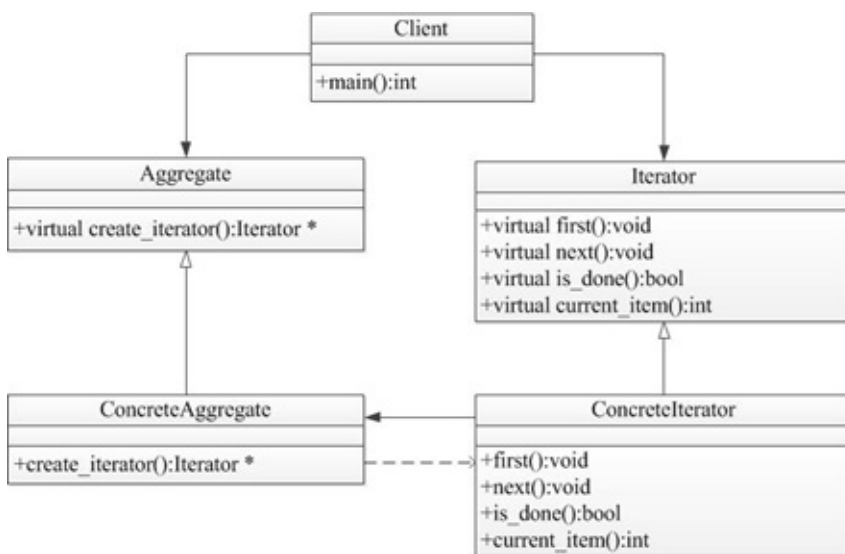 Client
+main():int
Aggregate
+virtual create_iterator():Iterator *
Iterator
+virtual first():void
+virtual next():void
+virtual is_done():bool
+virtual current_item():int
ConcreteAggregate
+create_iterator():Iterator *
ConcreteIterator
+first():void
+next():void
+is_done():bool
+current_item():int